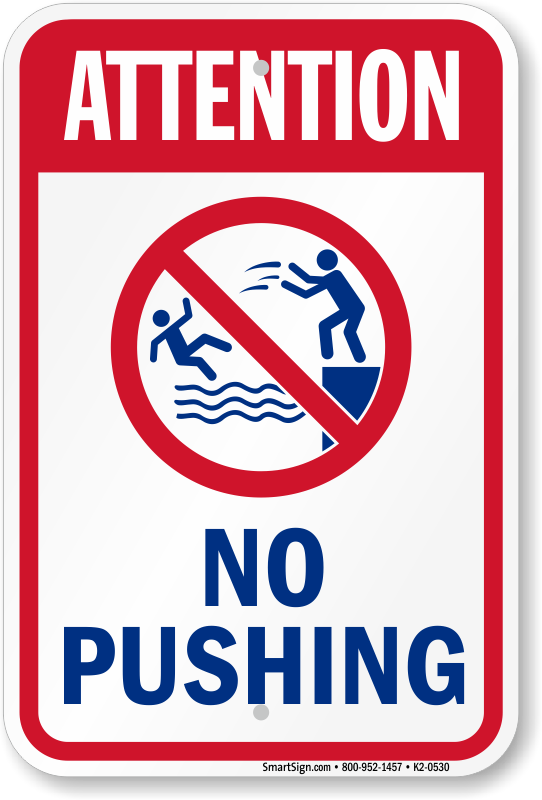 ATTENTION
NO
PUSHING
SmartSign.com • 800-952-1457 • K2-0530